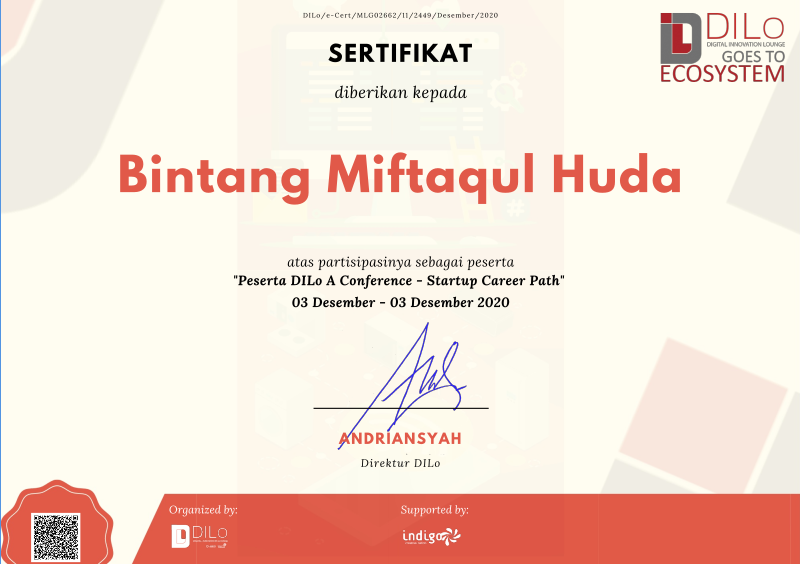 DILo/e-Cert/MLG02662/11/2449/Desember/2020
SERTIFIKAT
diberikan kepada
DILo
DIGITAL INNOVATION LOUNGE
GOES TO
ECOSYSTEM
Bintang Miftaqul Huda
atas partisipasinya sebagai peserta
"Peserta DILo A Conference - Startup Career Path"
03 Desember - 03 Desember 2020
ANDRIANSYAH
Direktur DILo
Organized by:
DILo
Supported by:
indigo